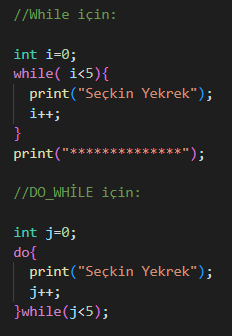 //While için:
int i=0;
while( i<5){
print("Seçkin Yekrek");
i++;
}
print("**************");
//DO_WHİLE için:
int j=0;
do{
print("Seçkin Yekrek");
j++;
}while(j<5);